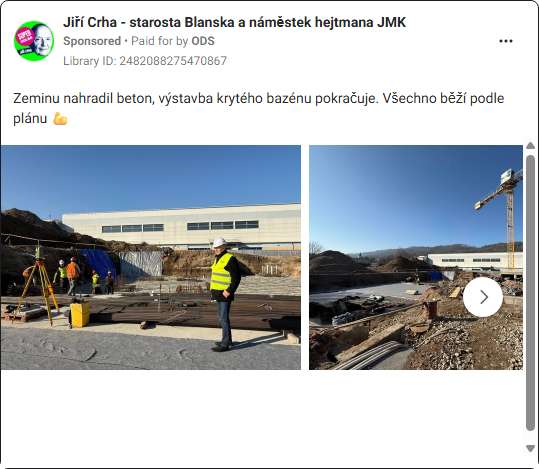 Jiří Crha - starosta Blanska a náměstek hejtmana JMK
Sponsored • Paid for by ODS
Library ID: 2482088275470867
Zeminu nahradil beton, výstavba krytého bazénu pokračuje. Všechno běží podle
plánu 💪